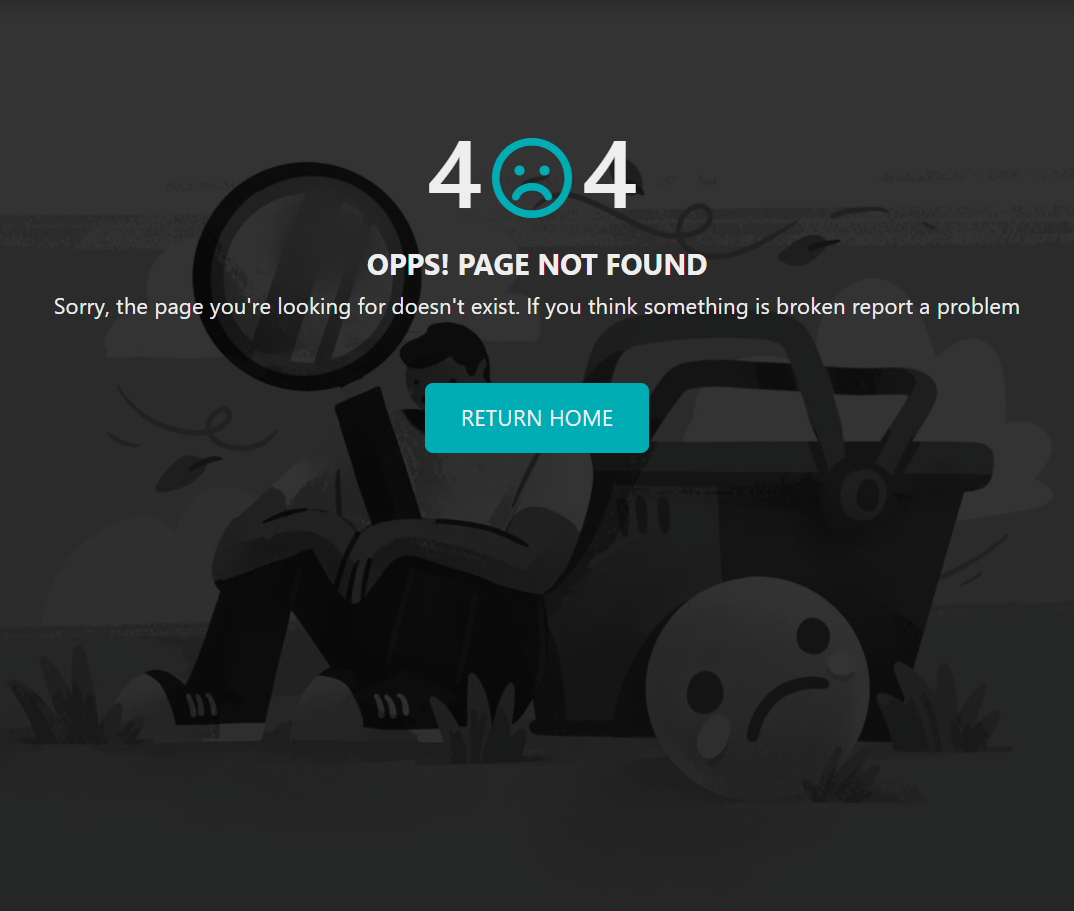 4 4
OPPS! PAGE NOT FOUND
Sorry, the page you're looking for doesn't exist. If you think something is broken report a problem
RETURN HOME